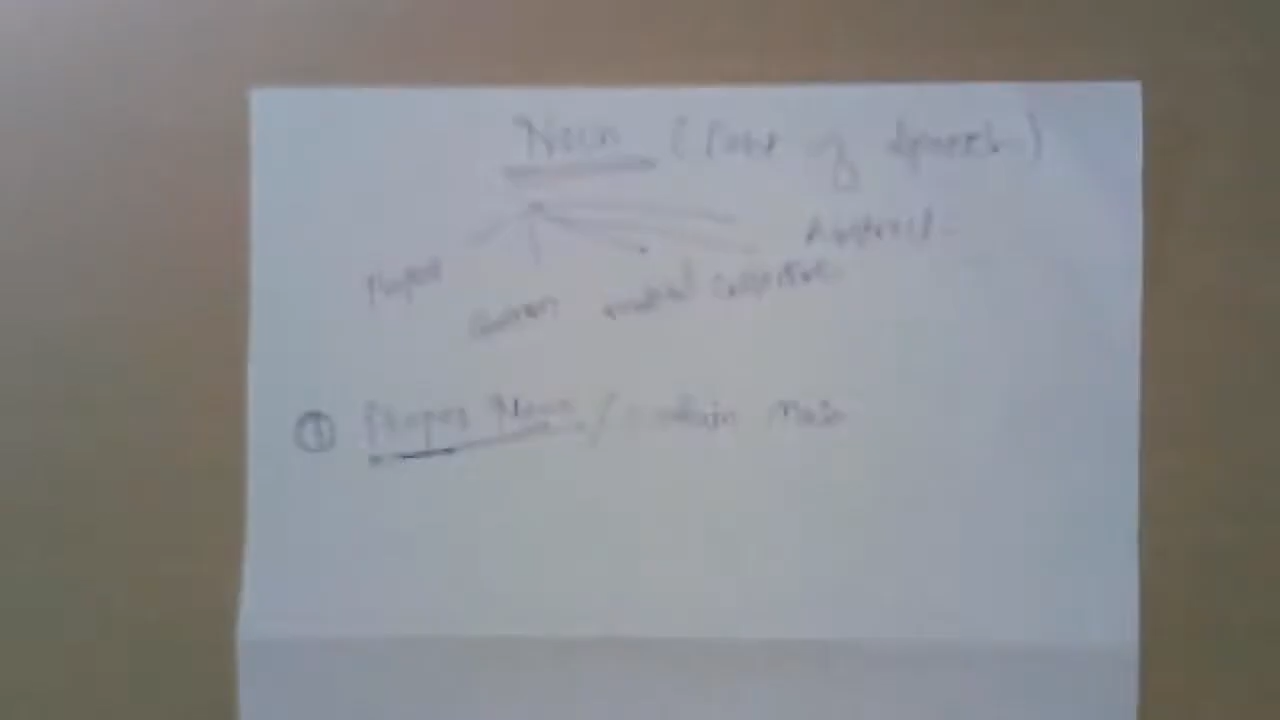 Noun (Part of Speech)
Abstract
Proper
Common material collective
① Proper Noun /